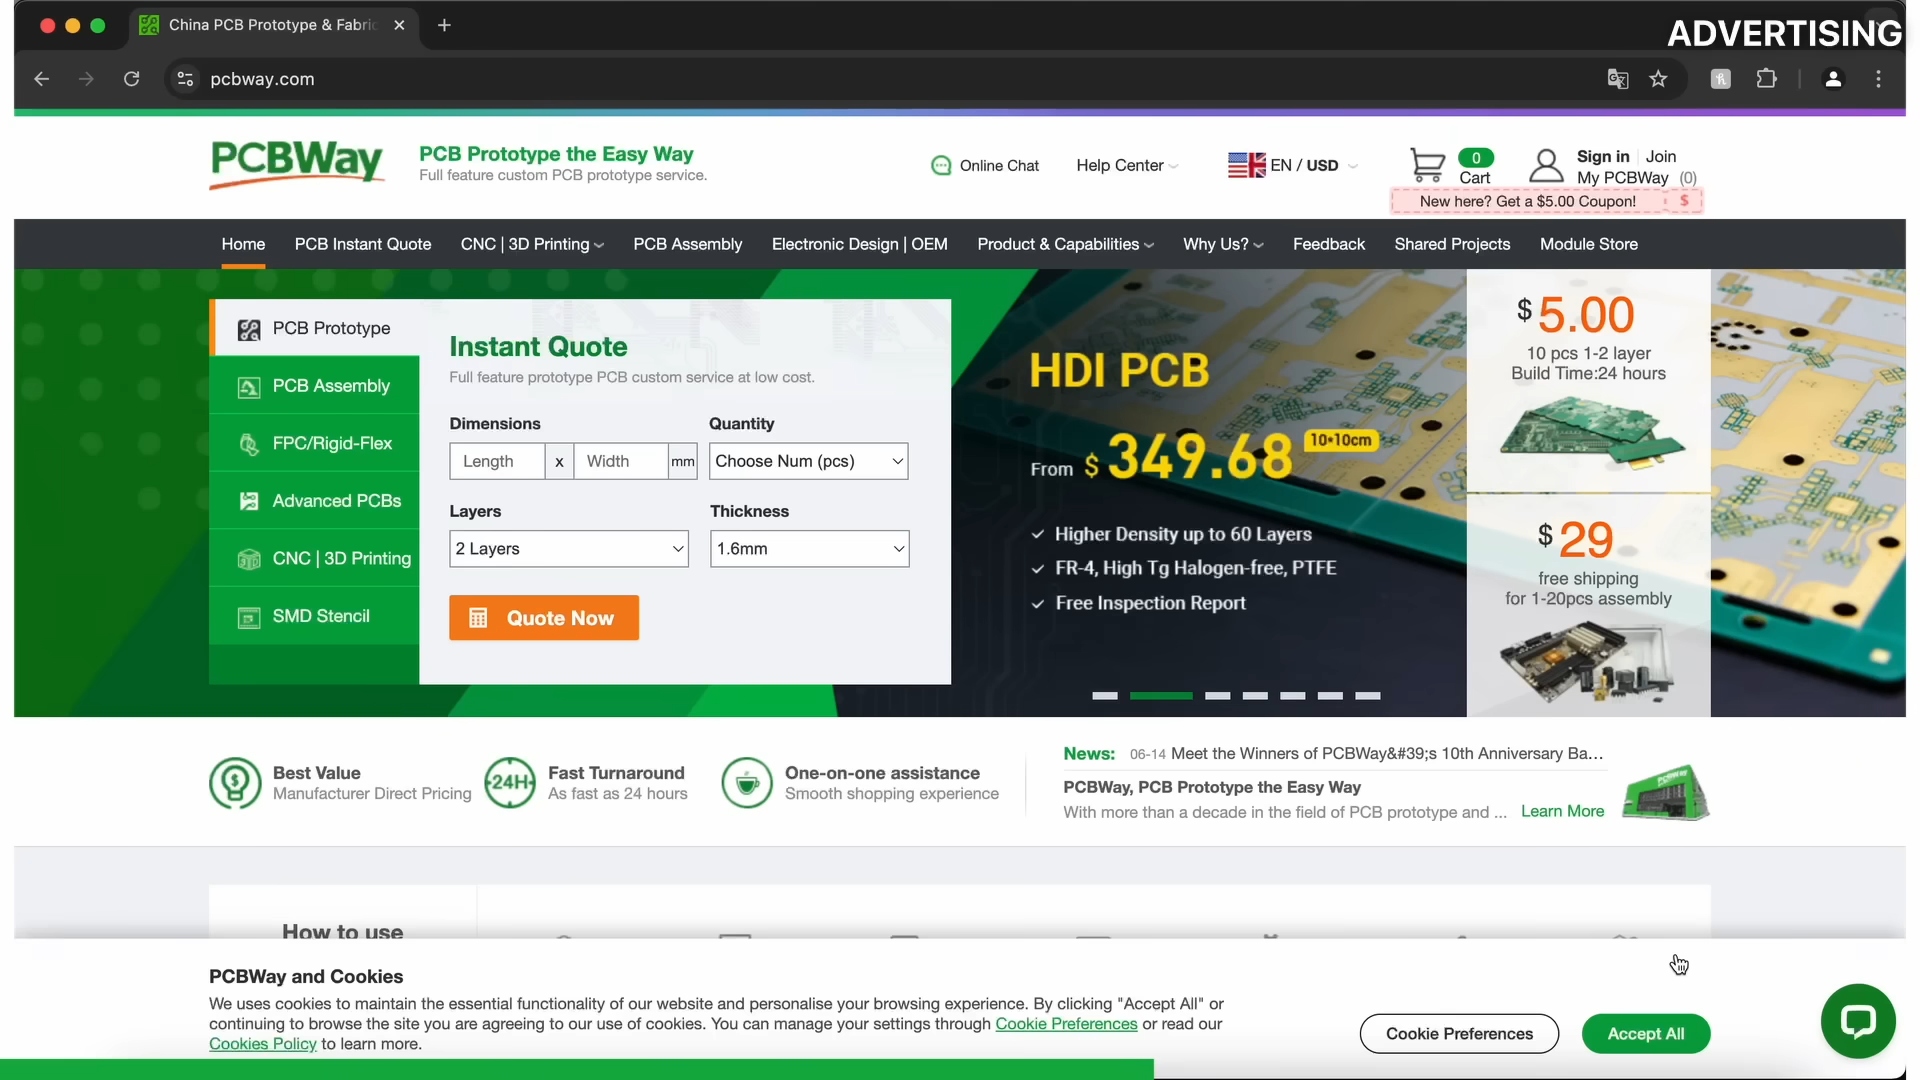 China PCB Prototype & Fabric
ADVERTISING
pcbway.com
PCBWay
PCB Prototype the Easy Way
Full feature custom PCB prototype service.
Online Chat
Help Center
EN / USD
0
Cart
Sign in
Join
My PCBWay (0)
New here? Get a $5.00 Coupon!
$
Home
PCB Instant Quote
CNC | 3D Printing
PCB Assembly
Electronic Design | OEM
Product & Capabilities
Why Us?
Feedback
Shared Projects
Module Store
PCB Prototype
PCB Assembly
FPC/Rigid-Flex
Advanced PCBs
CNC | 3D Printing
SMD Stencil
Instant Quote
Full feature prototype PCB custom service at low cost.
Dimensions
Quantity
Length x Width mm
Choose Num (pcs)
Layers
Thickness
2 Layers
1.6mm
Quote Now
HDI PCB
From $ 349.68 10*10cm
Higher Density up to 60 Layers
FR-4, High Tg Halogen-free, PTFE
Free Inspection Report
$ 5.00
10 pcs 1-2 layer
Build Time:24 hours
$ 29
free shipping
for 1-20pcs assembly
Best Value
Manufacturer Direct Pricing
24H
Fast Turnaround
As fast as 24 hours
One-on-one assistance
Smooth shopping experience
News: 06-14 Meet the Winners of PCBWay&#39;s 10th Anniversary Ba...
PCBWay, PCB Prototype the Easy Way
With more than a decade in the field of PCB prototype and ... Learn More
How to use
PCBWay and Cookies
We uses cookies to maintain the essential functionality of our website and personalise your browsing experience. By clicking "Accept All" or
continuing to browse the site you are agreeing to our use of cookies. You can manage your settings through Cookie Preferences or read our
Cookies Policy to learn more.
Cookie Preferences
Accept All